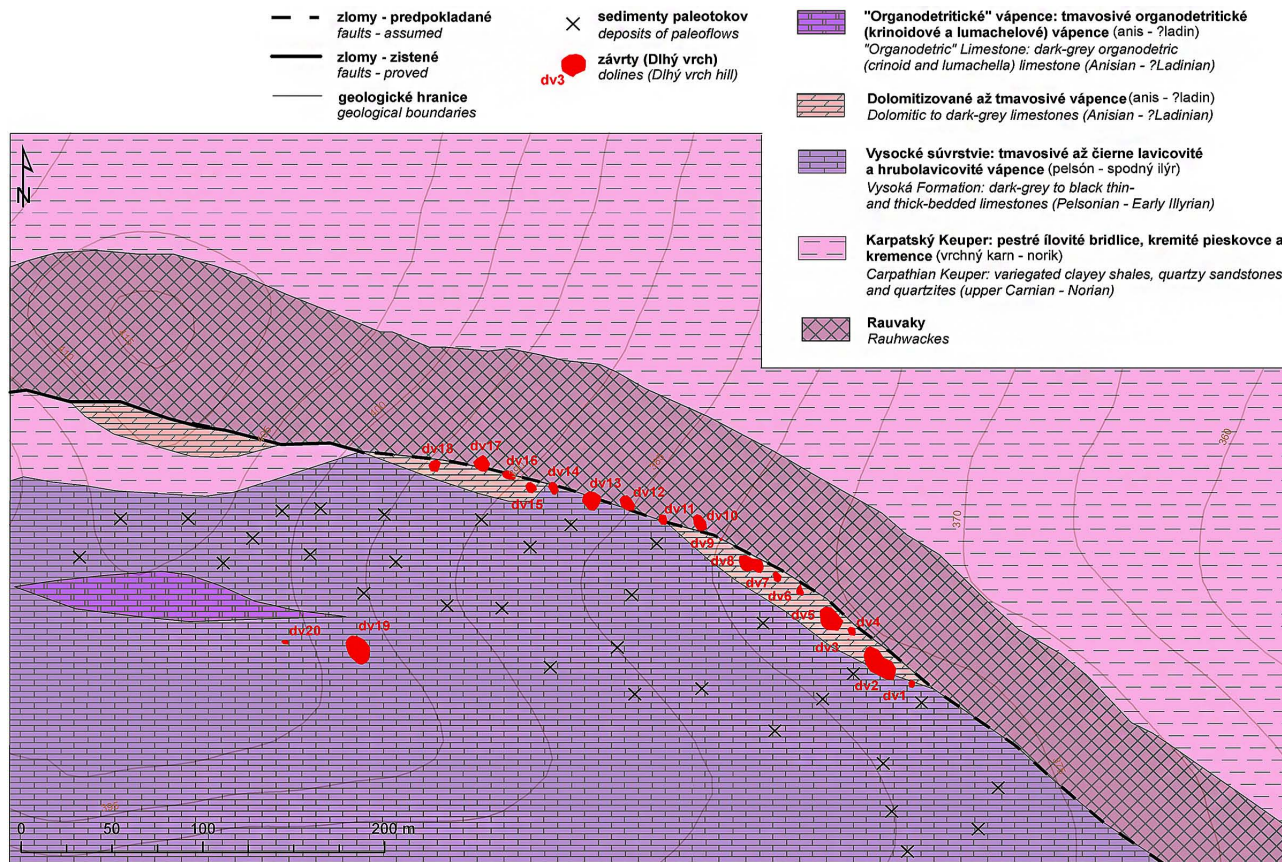 zlomy - predpokladané
faults - assumed
zlomy - zistené
faults - proved
geologické hranice
geological boundaries
sedimenty paleotokov
deposits of paleoflows
dv3
závrty (Dlhý vrch)
dolines (Dlhý vrch hill)
"Organodetritické" vápence: tmavosivé organodetritické
(krinoidové a lumachelové) vápence (anis - ?ladin)
"Organodetric" Limestone: dark-grey organodetric
(crinoid and lumachella) limestone (Anisian - ?Ladinian)
Dolomitizované až tmavosivé vápence (anis - ?ladin)
Dolomitic to dark-grey limestones (Anisian - ?Ladinian)
Vysocké súvrstvie: tmavosivé až čierne lavicovité
a hrubolavicovité vápence (pelsón - spodný ilýr)
Vysoká Formation: dark-grey to black thin-
and thick-bedded limestones (Pelsonian - Early Illyrian)
Karpatský Keuper: pestré ílovité bridlice, kremité pieskovce a
kremence (vrchný karn - norik)
Carpathian Keuper: variegated clayey shales, quartzy sandstones
and quartzites (upper Carnian - Norian)
Rauvaky
Rauhwackes
N
400
360
370
390
dv18
dv17
dv16
dv15
dv14
dv13
dv12
dv11
dv10
dv9
dv8
dv7
dv6
dv5
dv4
dv3
dv2
dv1
dv20
dv19
0 50 100 200 m